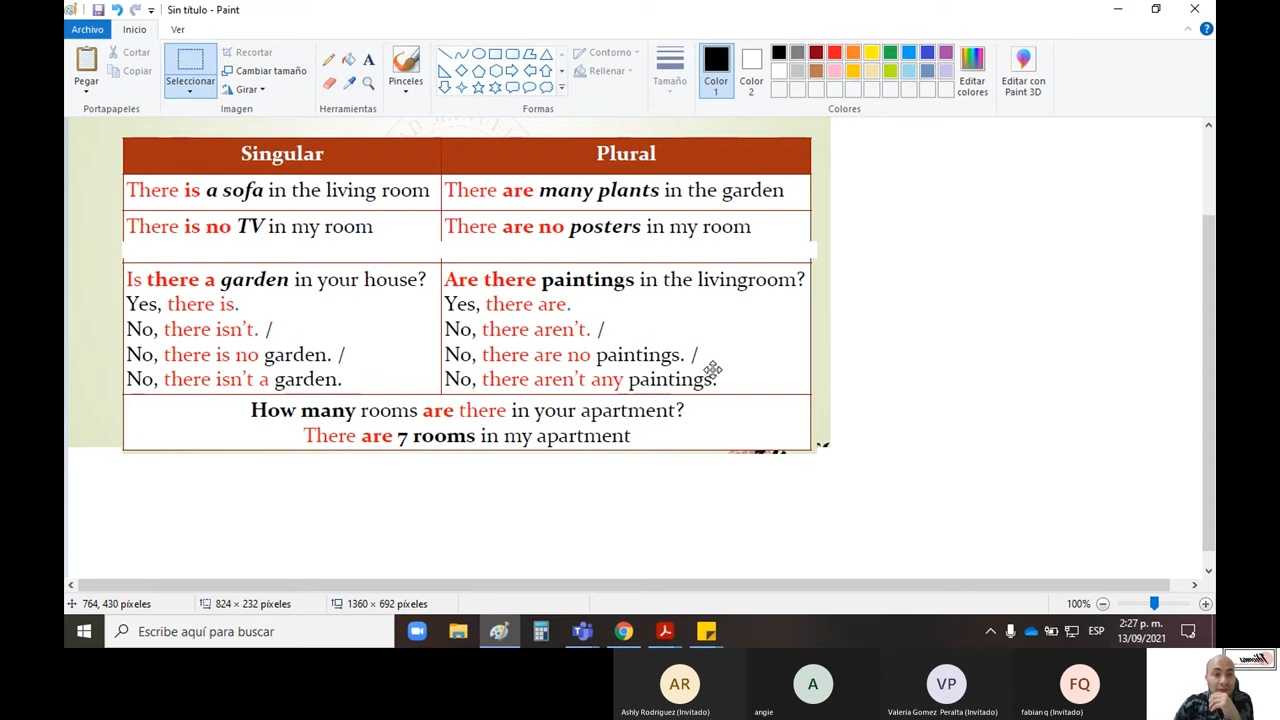 Sin título - Paint
Archivo
Inicio
Ver
Pegar
Cortar
Copiar
Portapapeles
Seleccionar
Recortar
Cambiar tamaño
Girar
Imagen
A
Herramientas
Pinceles
Contorno
Rellenar
Formas
Tamaño
Color 1
Color 2
Editar colores
Editar con Paint 3D
Colores
Singular
Plural
There is a sofa in the living room
There are many plants in the garden
There is no TV in my room
There are no posters in my room
Is there a garden in your house?
Yes, there is.
No, there isn't. /
No, there is no garden. /
No, there isn't a garden.
Are there paintings in the livingroom?
Yes, there are.
No, there aren't. /
No, there are no paintings. /
No, there aren't any paintings.
How many rooms are there in your apartment?
There are 7 rooms in my apartment
764, 430 píxeles
824 × 232 píxeles
1360 × 692 píxeles
100%
Escribe aquí para buscar
ESP
2:27 p. m.
13/09/2021
AR
A
VP
FQ
Ashly Rodriguez (Invitado)
angie
Valeria Gomez Peralta (Invitado)
fabian q (Invitado)